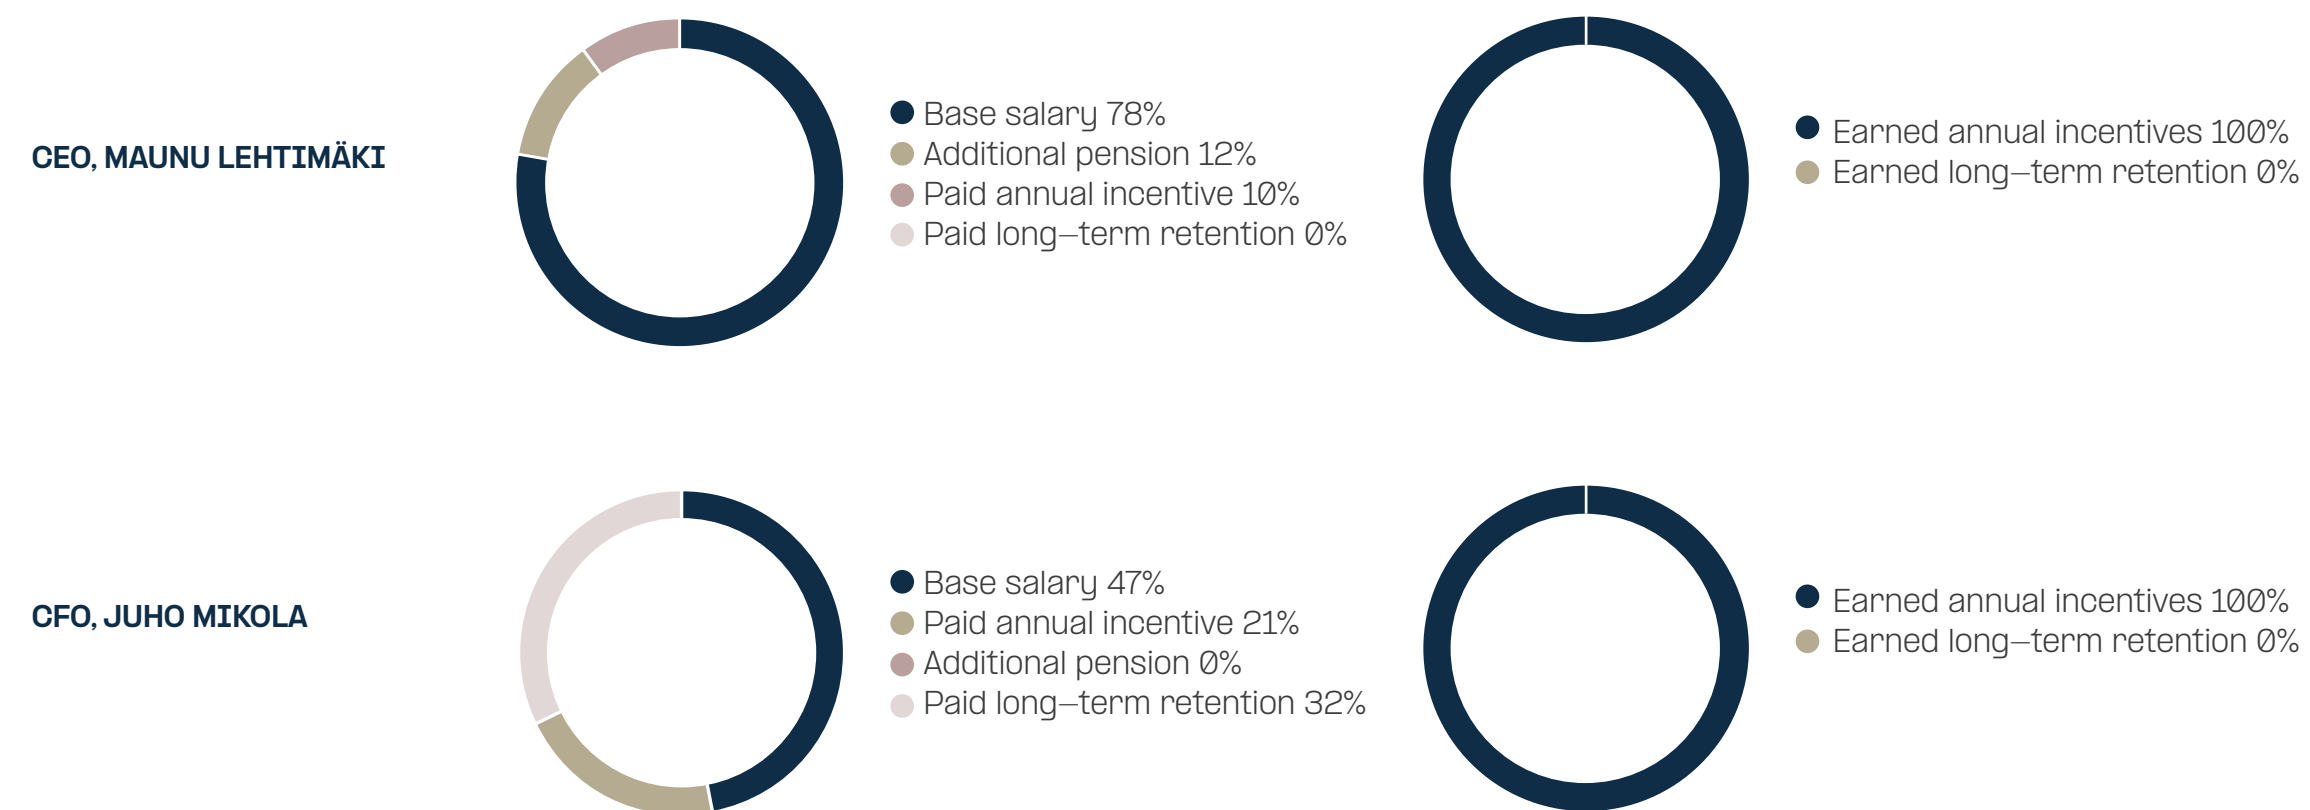 CEO, MAUNU LEHTIMÄKI
Base salary 78%
Additional pension 12%
Paid annual incentive 10%
Paid long–term retention 0%
Earned annual incentives 100%
Earned long–term retention 0%
CFO, JUHO MIKOLA
Base salary 47%
Paid annual incentive 21%
Additional pension 0%
Paid long–term retention 32%
Earned annual incentives 100%
Earned long–term retention 0%